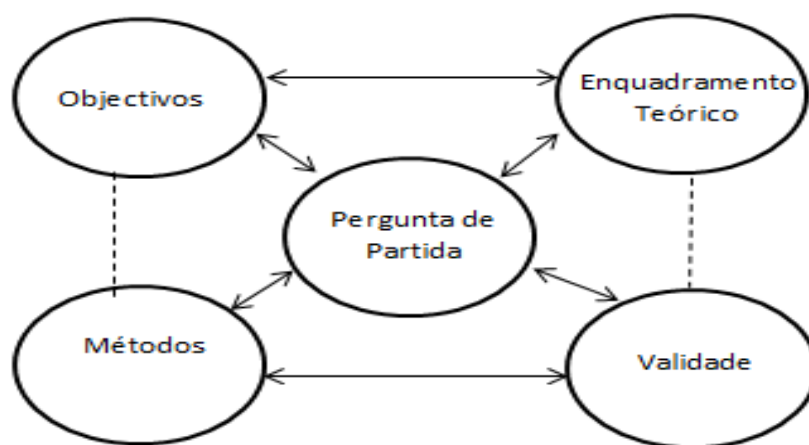 Objectivos
Enquadramento
Teórico
Pergunta de
Partida
Métodos
Validade